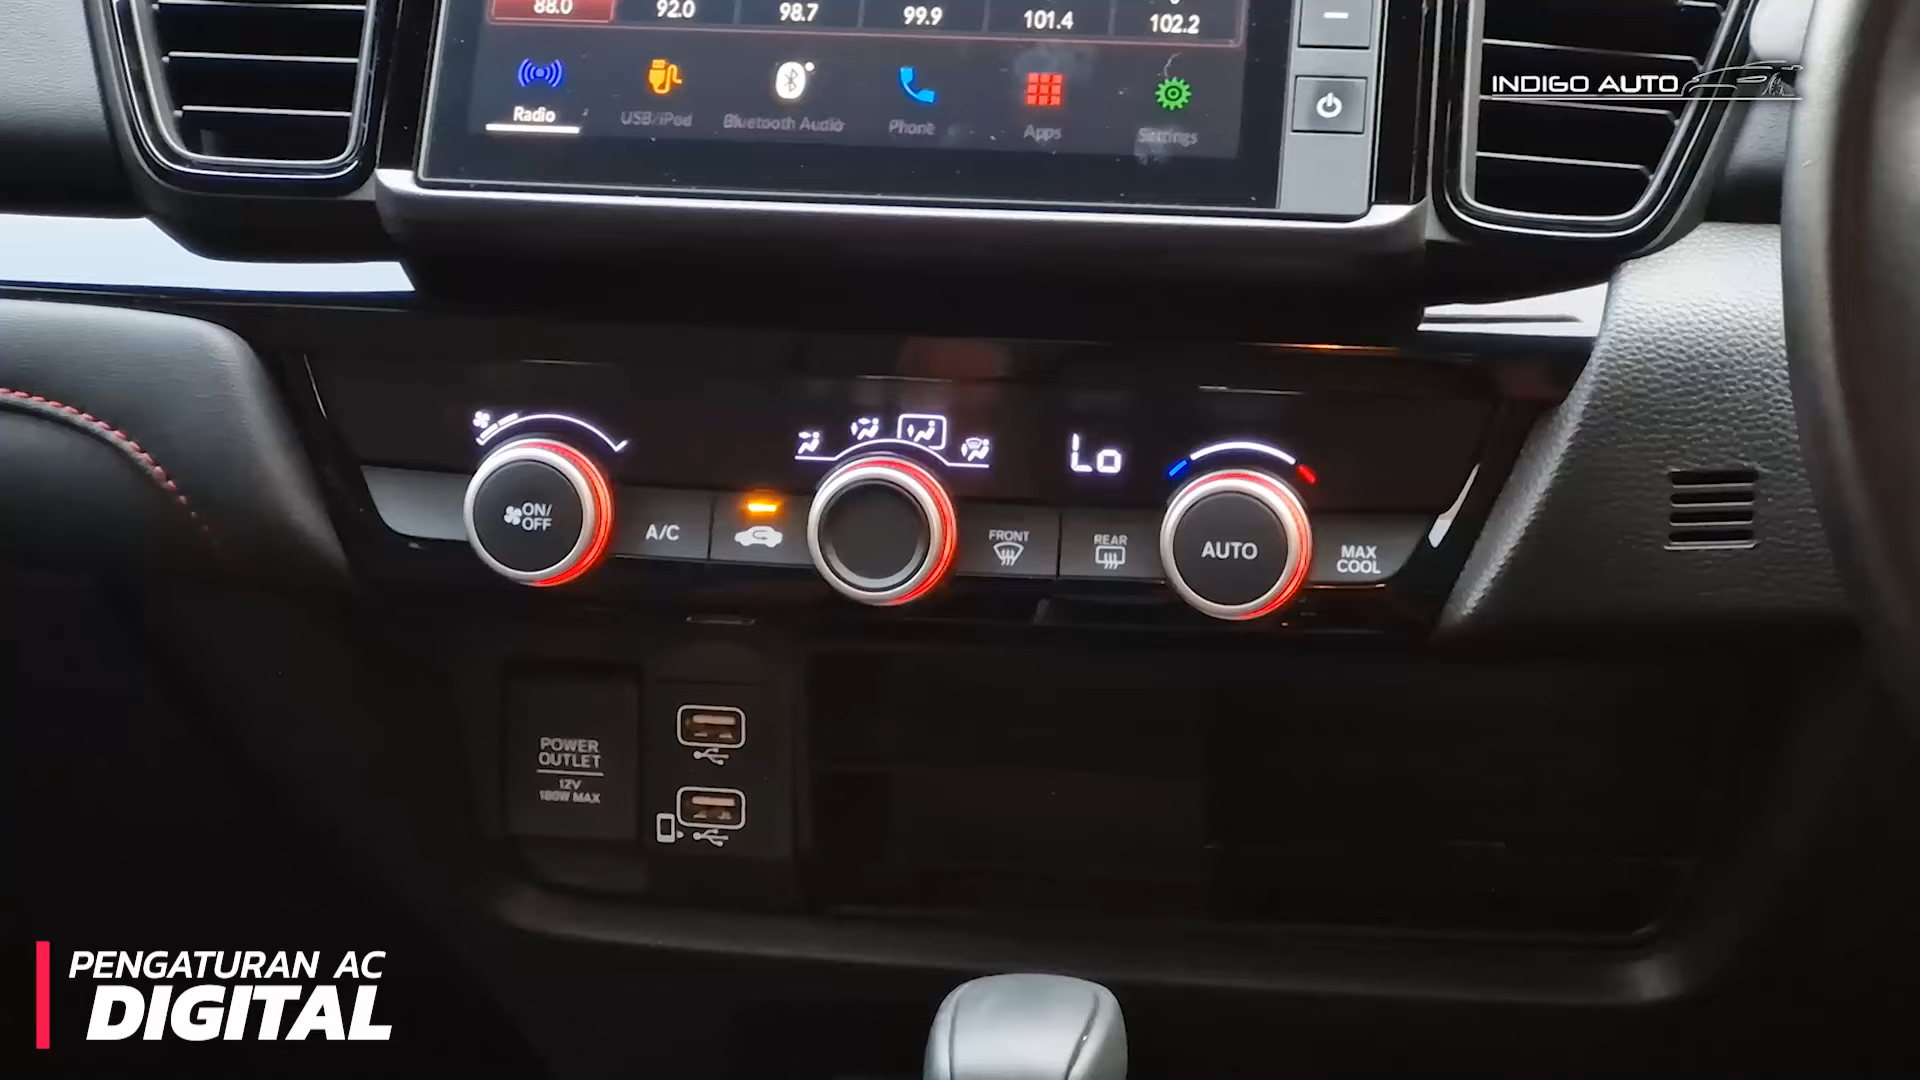 88.0 92.0 98.7 99.9 101.4 102.2
Radio USB/iPod Bluetooth Audio Phone Apps Settings
INDIGO AUTO
Lo
ON/
OFF
A/C
FRONT
REAR
AUTO
MAX
COOL
POWER
OUTLET
12V
180W MAX
PENGATURAN AC
DIGITAL